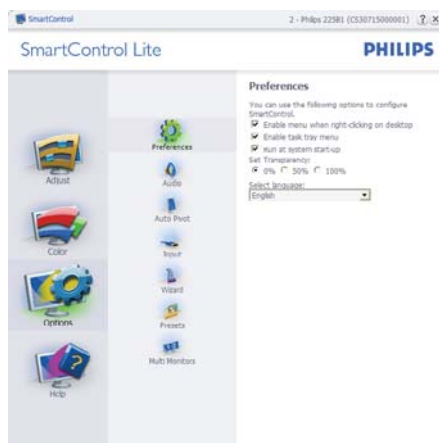 SmartControl
2 - Philips 225B1 (CS30715000001)
SmartControl Lite
PHILIPS
Adjust
Color
Options
Help
Preferences
Audio
Auto Pivot
Input
Wizard
Presets
Multi Monitors
Preferences
You can use the following options to configure
SmartControl.
Enable menu when right-clicking on desktop
Enable task tray menu
Run at system start-up
Set Transparency:
0% 50% 100%
Select language:
English